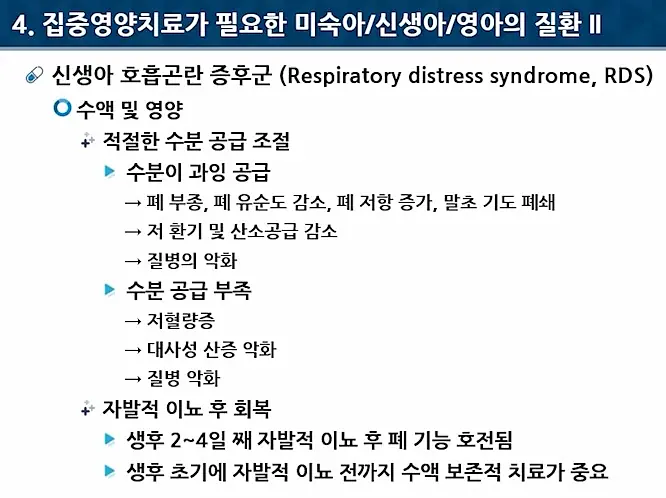 4. 집중영양치료가 필요한 미숙아/신생아/영아의 질환 II
신생아 호흡곤란 증후군 (Respiratory distress syndrome, RDS)
수액 및 영양
적절한 수분 공급 조절
수분이 과잉 공급
→ 폐 부종, 폐 유순도 감소, 폐 저항 증가, 말초 기도 폐쇄
→ 저 환기 및 산소공급 감소
→ 질병의 악화
수분 공급 부족
→ 저혈량증
→ 대사성 산증 악화
→ 질병 악화
자발적 이뇨 후 회복
생후 2~4일 째 자발적 이뇨 후 폐 기능 호전됨
생후 초기에 자발적 이뇨 전까지 수액 보존적 치료가 중요